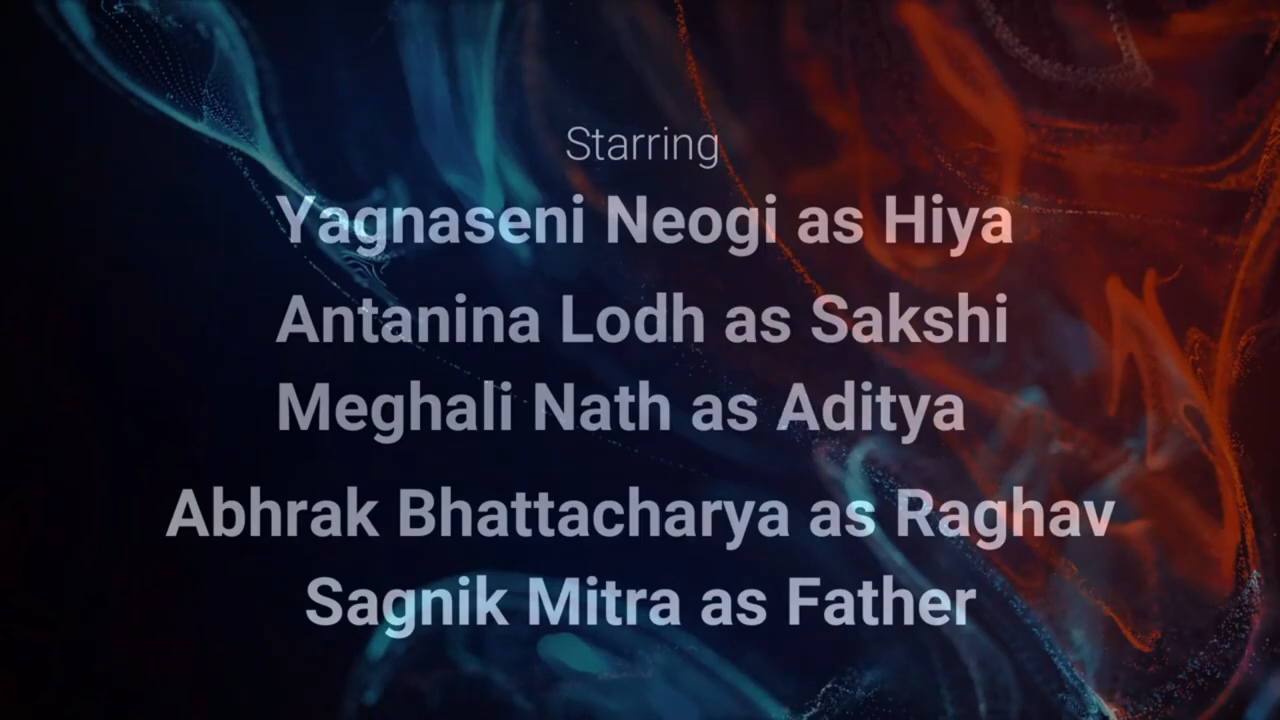 Starring
Yagnaseni Neogi as Hiya
Antanina Lodh as Sakshi
Meghali Nath as Aditya
Abhrak Bhattacharya as Raghav
Sagnik Mitra as Father